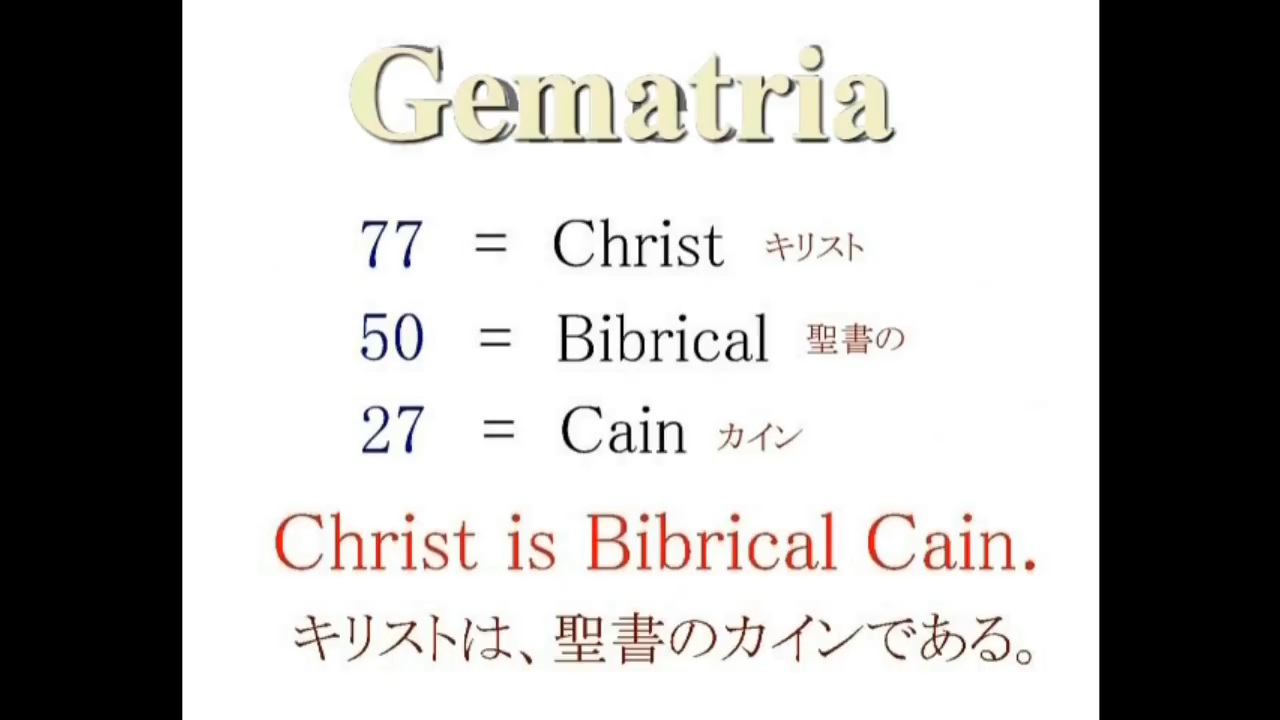 Gematria
77 = Christ キリスト
50 = Bibrical 聖書の
27 = Cain カイン
Christ is Bibrical Cain.
キリストは、聖書のカインである。